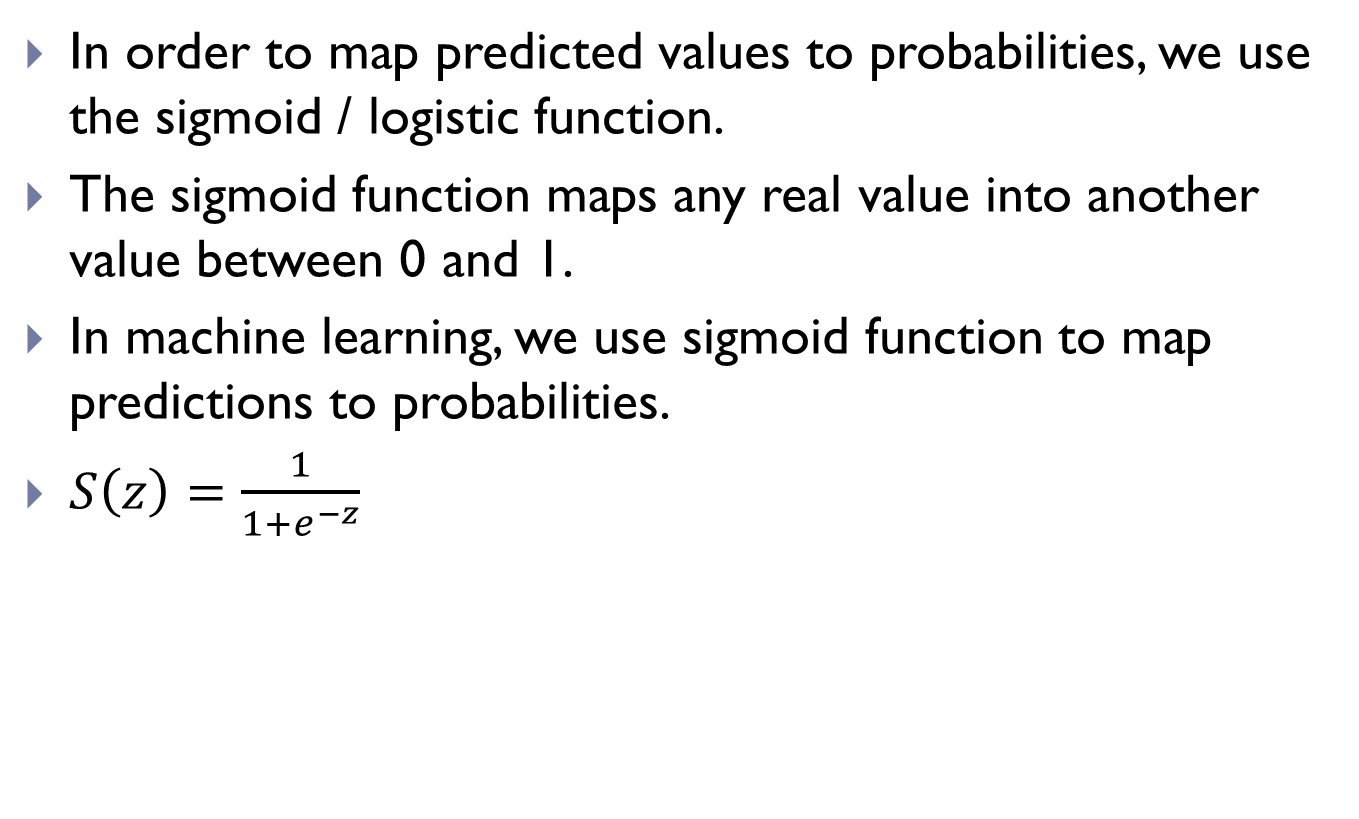 In order to map predicted values to probabilities, we use
the sigmoid / logistic function.
The sigmoid function maps any real value into another
value between 0 and 1.
In machine learning, we use sigmoid function to map
predictions to probabilities.
S(z) = \frac{1}{1+e^{-z}}